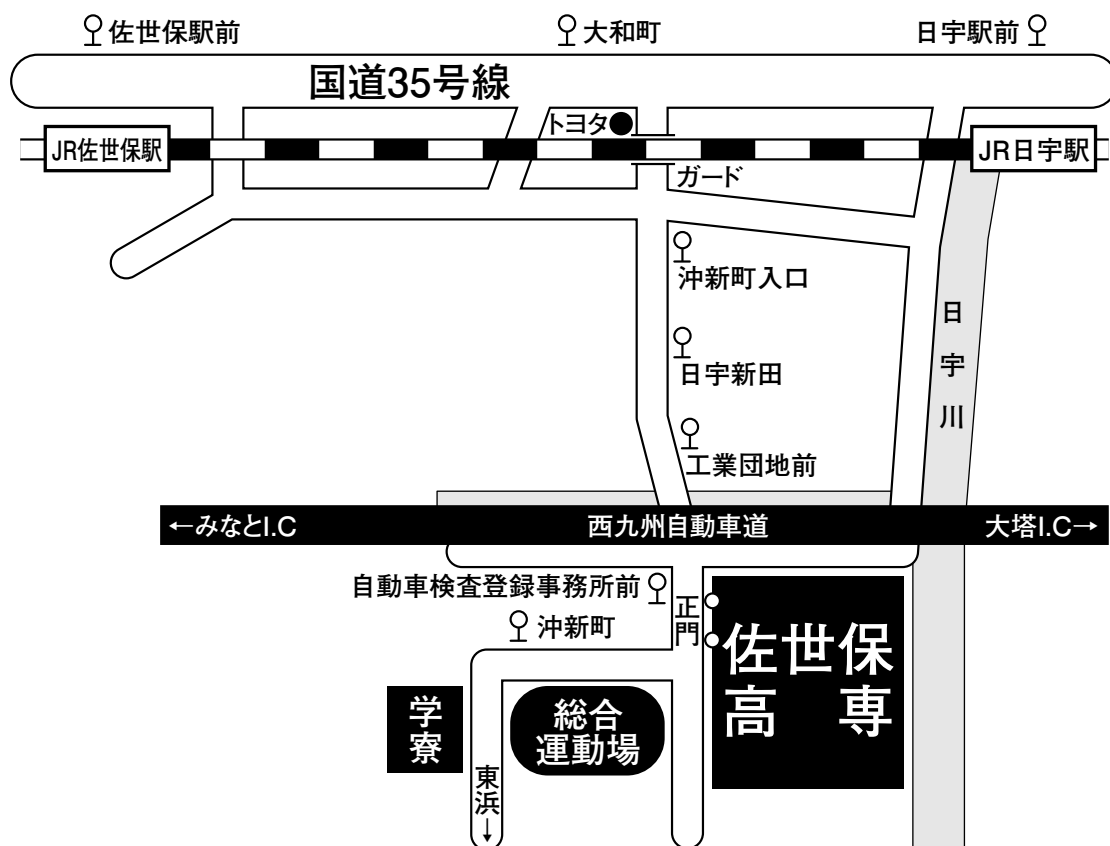 佐世保駅前
大和町
日宇駅前
国道35号線
トヨタ
JR佐世保駅
JR日宇駅
ガード
沖新町入口
日宇新田
日宇川
工業団地前
←みなとI.C
西九州自動車道
大塔I.C→
自動車検査登録事務所前
正門
沖新町
佐世保
高専
学寮
総合
運動場
東浜↓